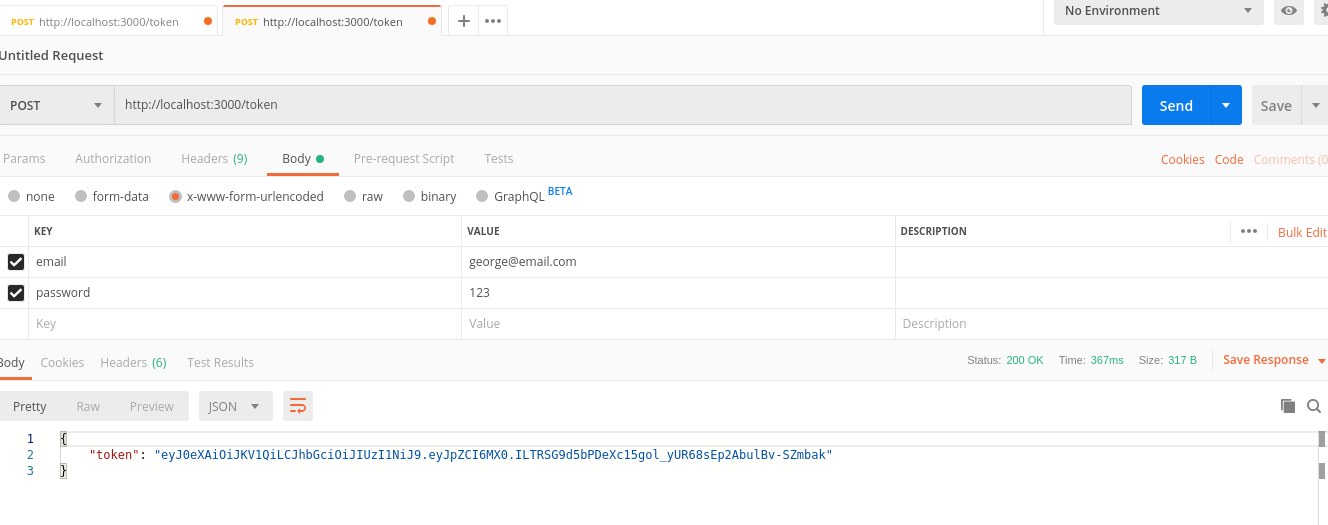 POST http://localhost:3000/token POST http://localhost:3000/token No Environment
Untitled Request
POST http://localhost:3000/token Send Save
Params Authorization Headers (9) Body Pre-request Script Tests Cookies Code Comments (0
none form-data x-www-form-urlencoded raw binary GraphQL BETA
KEY VALUE DESCRIPTION Bulk Edit
email george@email.com
password 123
Key Value Description
Body Cookies Headers (6) Test Results Status: 200 OK Time: 367ms Size: 317 B Save Response
Pretty Raw Preview JSON
1 {
2 "token": "eyJ0eXAiOiJKV1QiLCJhbGciOiJIUzI1NiJ9.eyJpZCI6MX0.ILTRSG9d5bPDeXc15gol_yUR68sEp2AbulBv-SZmbak"
3 }